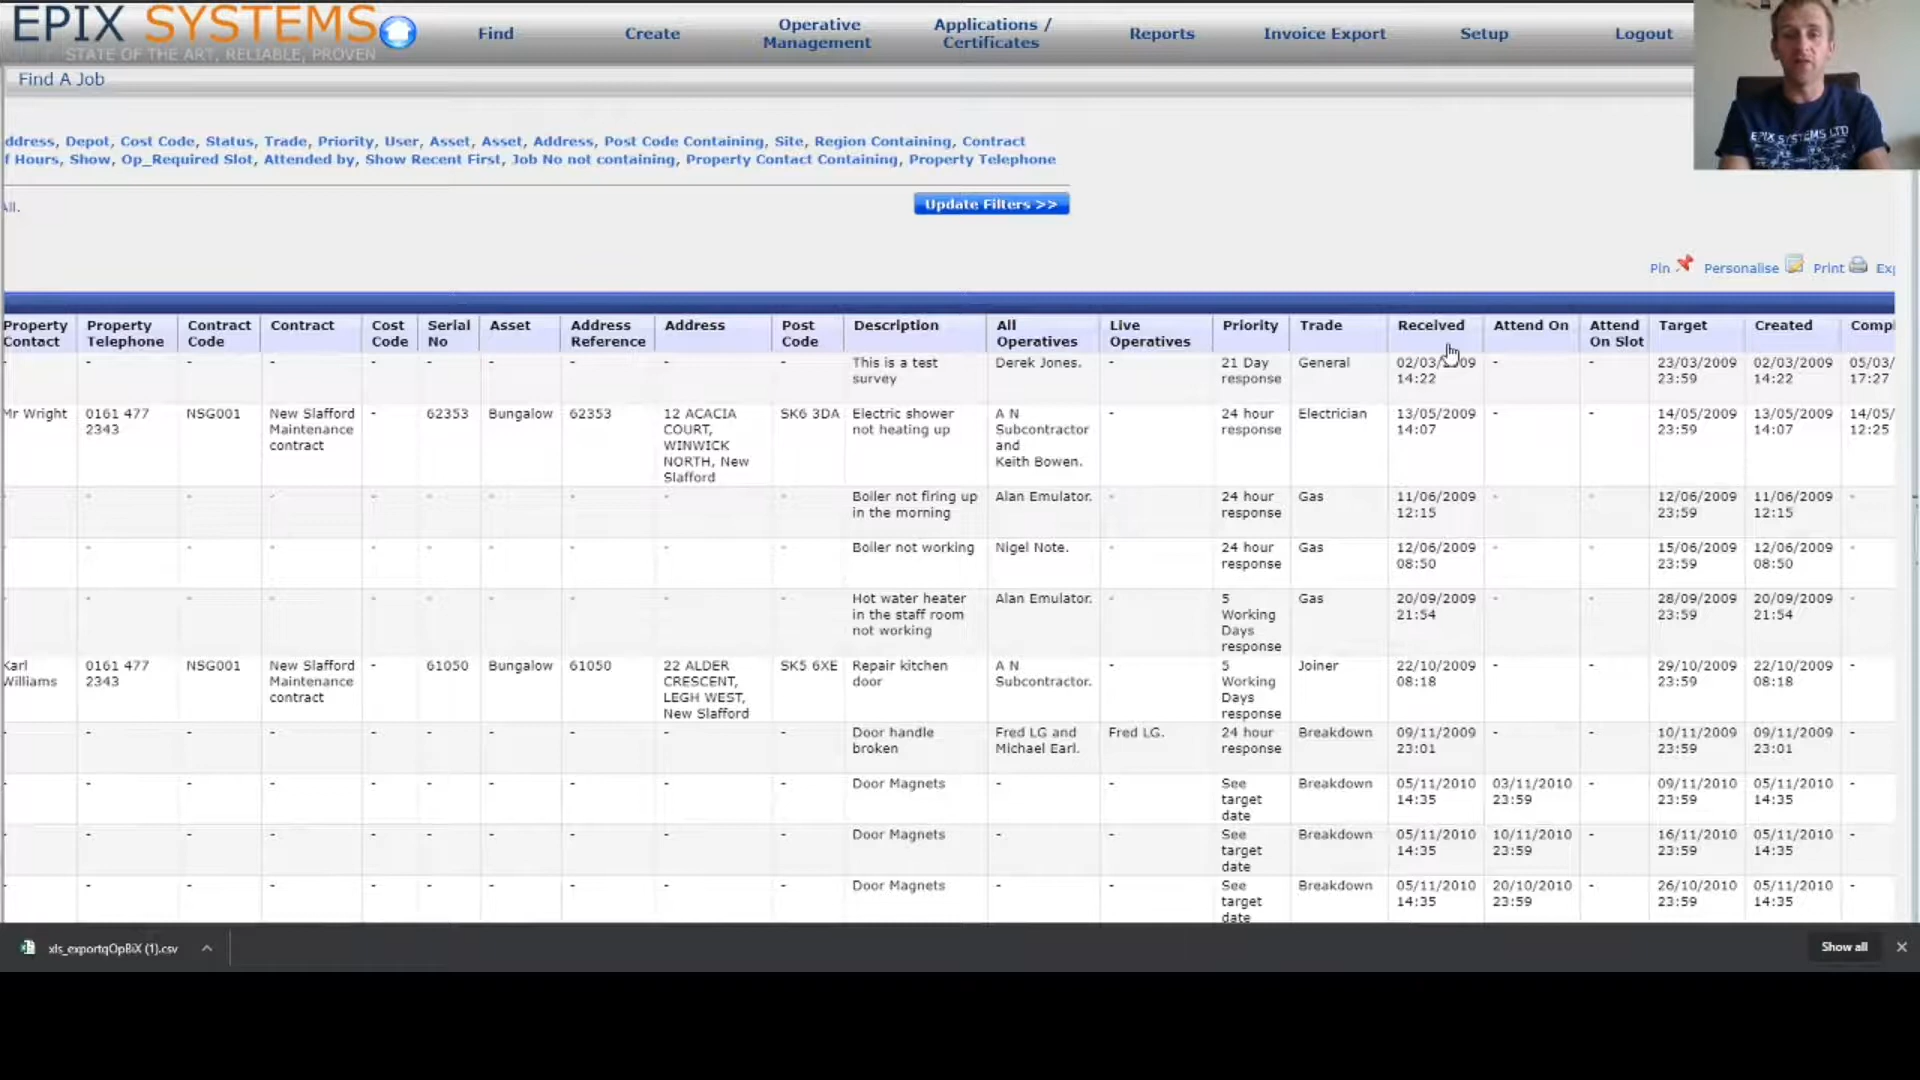 EPIX SYSTEMS
STATE OF THE ART, RELIABLE, PROVEN
Find
Create
Operative
Management
Applications /
Certificates
Reports
Invoice Export
Setup
Logout
Find A Job
ddress, Depot, Cost Code, Status, Trade, Priority, User, Asset, Asset, Address, Post Code Containing, Site, Region Containing, Contract
f Hours, Show, Op_Required Slot, Attended by, Show Recent First, Job No not containing, Property Contact Containing, Property Telephone
All.
Update Filters >>
Pin Personalise Print Exp
EPIX SYSTEMS LTD
Property Contact Property Telephone Contract Code Contract Cost Code Serial No Asset Address Reference Address Post Code Description All Operatives Live Operatives Priority Trade Received Attend On Attend On Slot Target Created Compl
- - - - - This is a test survey Derek Jones. - 21 Day response General 02/03/2009 14:22 - - 23/03/2009 23:59 02/03/2009 14:22 05/03/ 17:27
Mr Wright 0161 477 2343 NSG001 New Slafford Maintenance contract - 62353 Bungalow 62353 12 ACACIA COURT, WINWICK NORTH, New Slafford SK6 3DA Electric shower not heating up A N Subcontractor and Keith Bowen. - 24 hour response Electrician 13/05/2009 14:07 - - 14/05/2009 23:59 13/05/2009 14:07 14/05/ 12:25
- - - - - - - - - - Boiler not firing up in the morning Alan Emulator. - 24 hour response Gas 11/06/2009 12:15 - - 12/06/2009 23:59 11/06/2009 12:15 -
- - - - - - - - - - Boiler not working Nigel Note. - 24 hour response Gas 12/06/2009 08:50 - - 15/06/2009 23:59 12/06/2009 08:50 -
- - - - - - - - - - Hot water heater in the staff room not working Alan Emulator. - 5 Working Days response Gas 20/09/2009 21:54 - - 28/09/2009 23:59 20/09/2009 21:54 -
Karl Williams 0161 477 2343 NSG001 New Slafford Maintenance contract - 61050 Bungalow 61050 22 ALDER CRESCENT, LEGH WEST, New Slafford SK5 6XE Repair kitchen door A N Subcontractor. - 5 Working Days response Joiner 22/10/2009 08:18 - - 29/10/2009 23:59 22/10/2009 08:18 -
- - - - - - - - - - Door handle broken Fred LG and Michael Earl. Fred LG. 24 hour response Breakdown 09/11/2009 23:01 - - 10/11/2009 23:59 09/11/2009 23:01 -
- - - - - - - - - - Door Magnets - - See target date Breakdown 05/11/2010 14:35 03/11/2010 23:59 - 09/11/2010 23:59 05/11/2010 14:35 -
- - - - - - - - - - Door Magnets - - See target date Breakdown 05/11/2010 14:35 10/11/2010 23:59 - 16/11/2010 23:59 05/11/2010 14:35 -
- - - - - - - - - - Door Magnets - - See target date Breakdown 05/11/2010 14:35 20/10/2010 23:59 - 26/10/2010 23:59 05/11/2010 14:35 -
xls_exportqOpBiX (1).csv
Show all